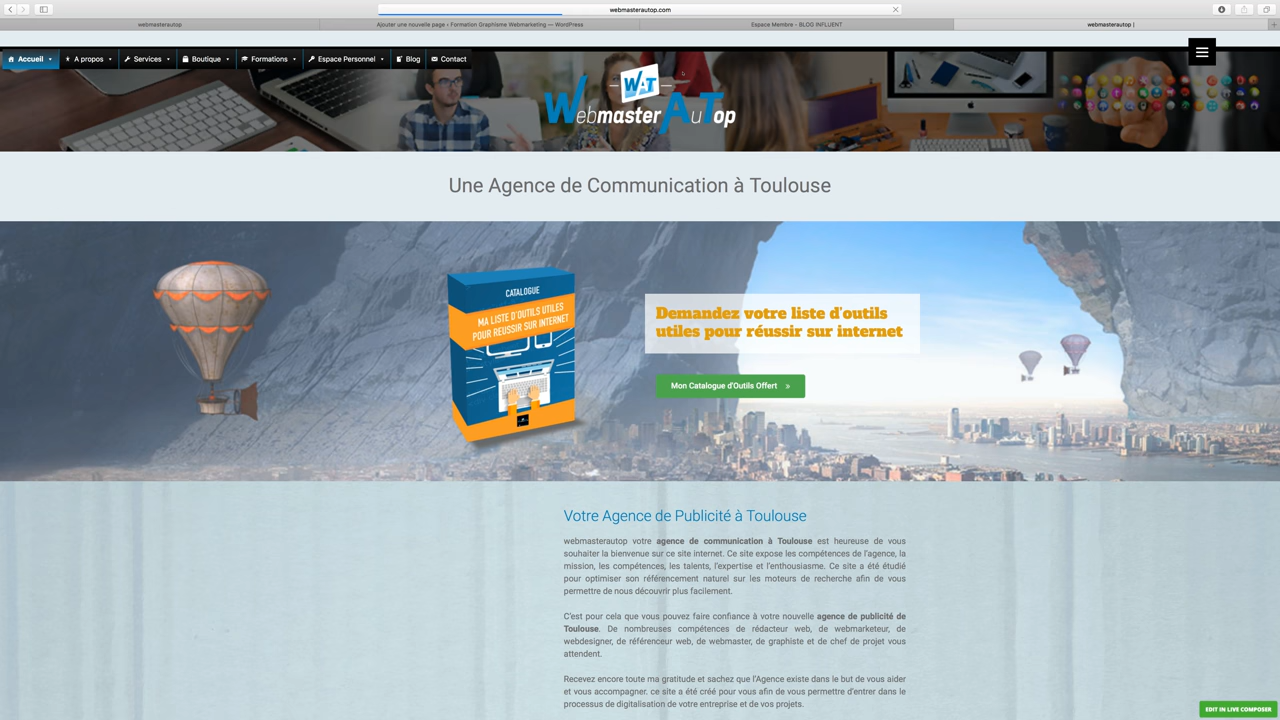 webmasterautop.com
webmasterautop
Ajouter une nouvelle page ‹ Formation Graphisme Webmarketing — WordPress
Espace Membre - BLOG INFLUENT
webmasterautop |
Accueil
A propos
Services
Boutique
Formations
Espace Personnel
Blog
Contact
WAT
WebmasterAuTop
Une Agence de Communication à Toulouse
CATALOGUE
MA LISTE D'OUTILS UTILES
POUR REUSSIR SUR INTERNET
Demandez votre liste d'outils
utiles pour réussir sur internet
Mon Catalogue d'Outils Offert »
Votre Agence de Publicité à Toulouse
webmasterautop votre agence de communication à Toulouse est heureuse de vous
souhaiter la bienvenue sur ce site internet. Ce site expose les compétences de l'agence, la
mission, les compétences, les talents, l'expertise et l'enthousiasme. Ce site a été étudié
pour optimiser son référencement naturel sur les moteurs de recherche afin de vous
permettre de nous découvrir plus facilement.
C'est pour cela que vous pouvez faire confiance à votre nouvelle agence de publicité de
Toulouse. De nombreuses compétences de rédacteur web, de webmarketeur, de
webdesigner, de référenceur web, de webmaster, de graphiste et de chef de projet vous
attendent.
Recevez encore toute ma gratitude et sachez que l'Agence existe dans le but de vous aider
et vous accompagner. ce site a été créé pour vous afin de vous permettre d'entrer dans le
processus de digitalisation de votre entreprise et de vos projets.
EDIT IN LIVE COMPOSER